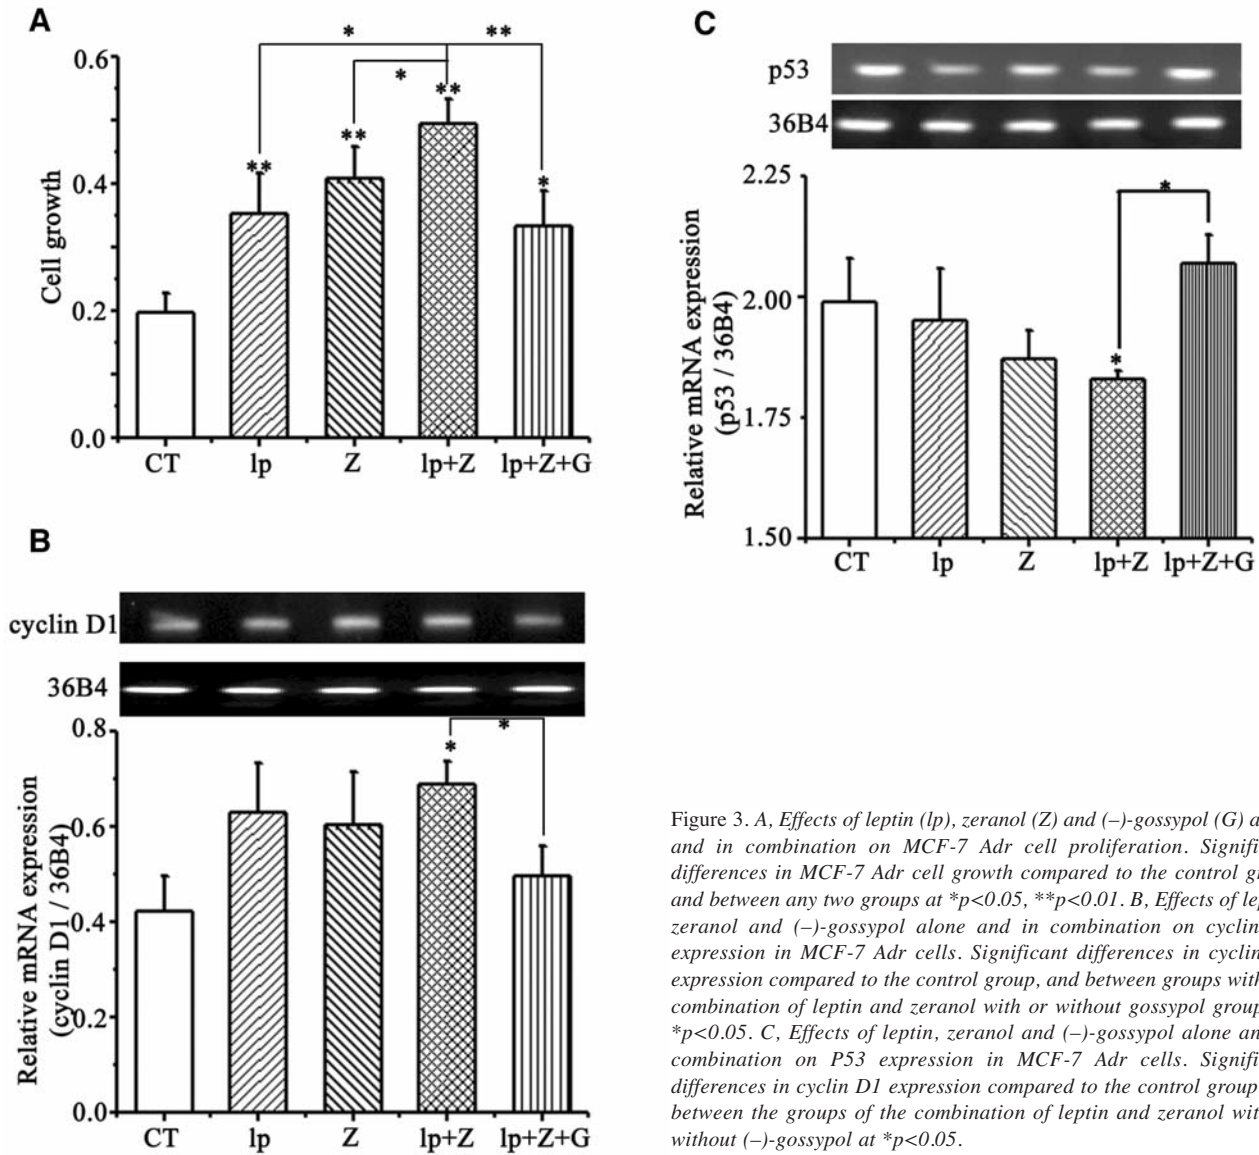 A
*
**
0.6
*
**
**
**
*
0.4
Cell growth
0.2
0.0
CT lp Z lp+Z lp+Z+G
B
cyclin D1
36B4
0.8
*
*
Relative mRNA expression
(cyclin D1 / 36B4)
0.6
0.4
0.2
0.0
CT lp Z lp+Z lp+Z+G
C
p53
36B4
2.25
*
Relative mRNA expression
(p53 / 36B4)
2.00
*
1.75
1.50
CT lp Z lp+Z lp+Z+G
Figure 3. A, Effects of leptin (lp), zeranol (Z) and (–)-gossypol (G) a
and in combination on MCF-7 Adr cell proliferation. Signifi
differences in MCF-7 Adr cell growth compared to the control g
and between any two groups at *p<0.05, **p<0.01. B, Effects of lep
zeranol and (–)-gossypol alone and in combination on cyclin
expression in MCF-7 Adr cells. Significant differences in cyclin
expression compared to the control group, and between groups with
combination of leptin and zeranol with or without gossypol group
*p<0.05. C, Effects of leptin, zeranol and (–)-gossypol alone an
combination on P53 expression in MCF-7 Adr cells. Signifi
differences in cyclin D1 expression compared to the control group
between the groups of the combination of leptin and zeranol wit
without (–)-gossypol at *p<0.05.